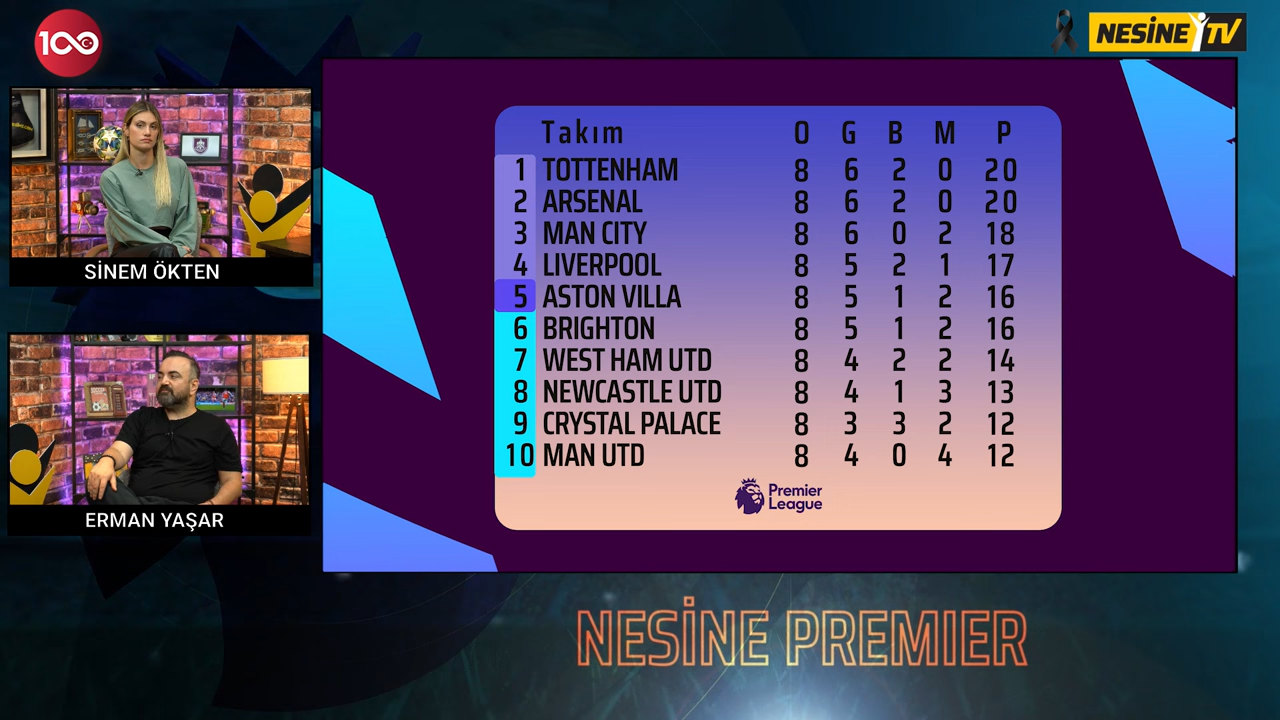 100
NESİNE TV
Takım O G B M P
1 TOTTENHAM 8 6 2 0 20
2 ARSENAL 8 6 2 0 20
3 MAN CITY 8 6 0 2 18
4 LIVERPOOL 8 5 2 1 17
5 ASTON VILLA 8 5 1 2 16
6 BRIGHTON 8 5 1 2 16
7 WEST HAM UTD 8 4 2 2 14
8 NEWCASTLE UTD 8 4 1 3 13
9 CRYSTAL PALACE 8 3 3 2 12
10 MAN UTD 8 4 0 4 12
Premier
League
SİNEM ÖKTEN
ERMAN YAŞAR
NESİNE PREMIER